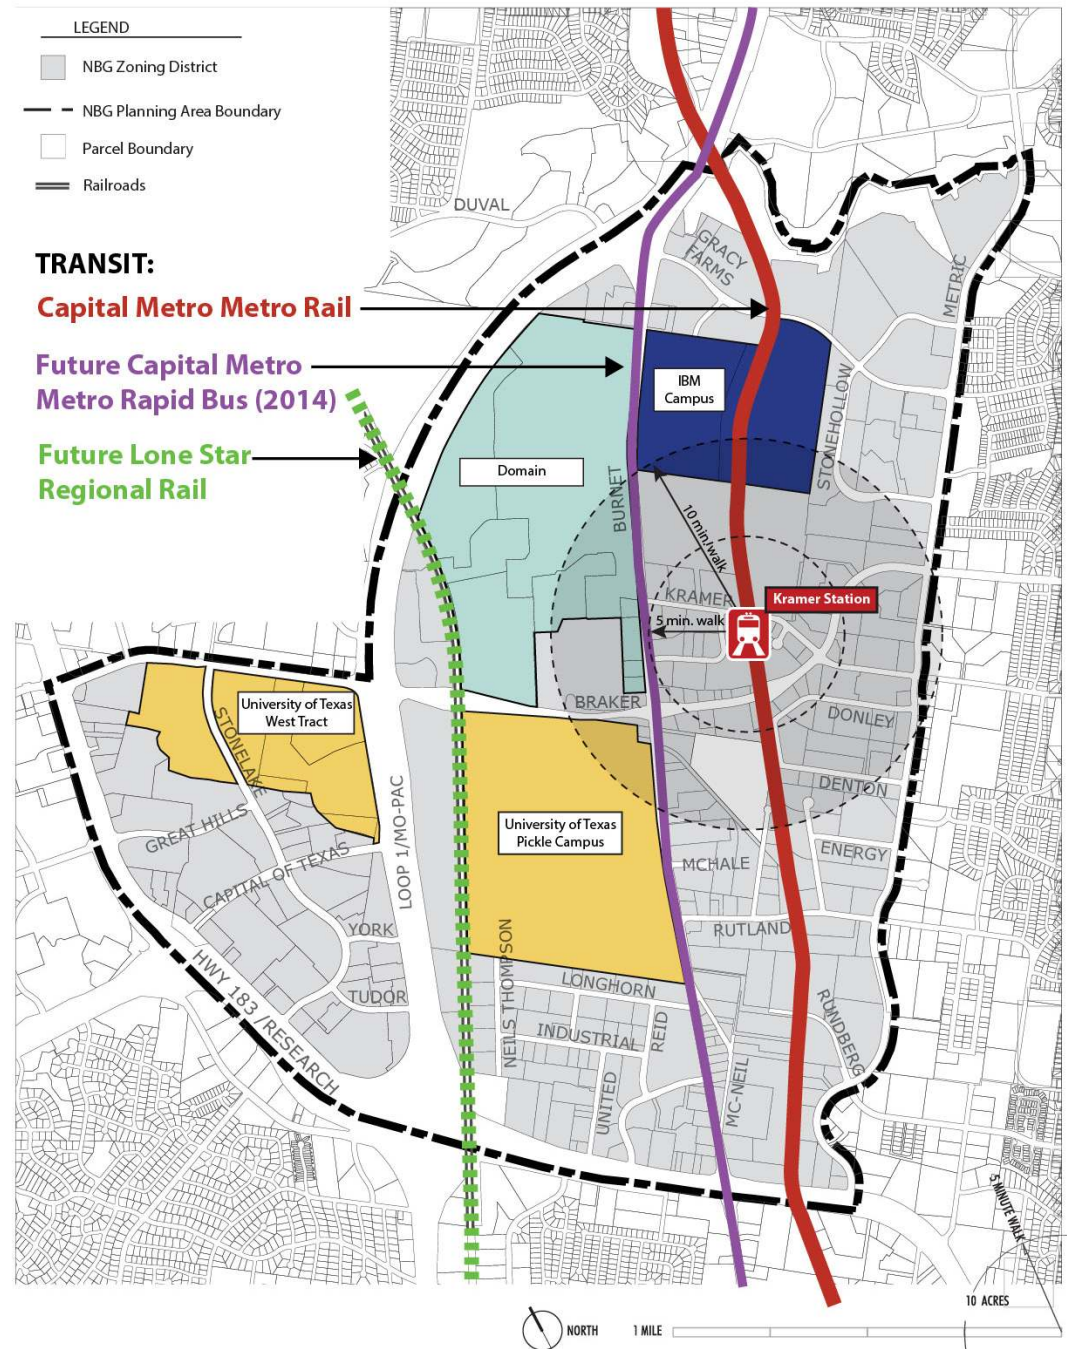 LEGEND
NBG Zoning District
NBG Planning Area Boundary
Parcel Boundary
Railroads
TRANSIT:
Capital Metro Metro Rail
Future Capital Metro
Metro Rapid Bus (2014)
Future Lone Star
Regional Rail
DUVAL
GRACY
FARMS
METRIC
IBM
Campus
STONEHOLLOW
Domain
BURNET
10 min. walk
KRAMER
Kramer Station
5 min. walk
BRAKER
DONLEY
University of Texas
West Tract
STONELAKE
DENTON
LOOP 1/MO-PAC
GREAT HILLS
University of Texas
Pickle Campus
ENERGY
MCHALE
CAPITAL OF TEXAS
YORK
RUTLAND
NEILS THOMPSON
LONGHORN
TUDOR
HWY 183 /RESEARCH
INDUSTRIAL
REID
RUNDBERG
UNITED
MC-NEIL
5 MINUTE WALK
10 ACRES
NORTH
1 MILE